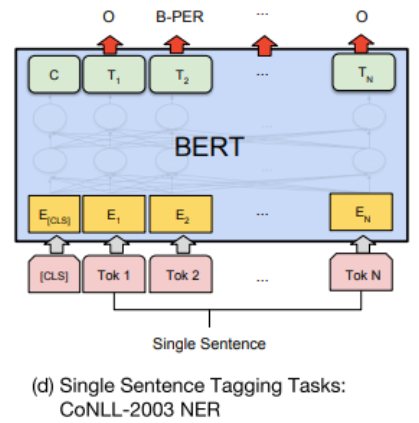 O B-PER ... O
C T1 T2 ... TN
...
BERT
...
E[CLS] E1 E2 ... EN
[CLS] Tok 1 Tok 2 ... Tok N
Single Sentence
(d) Single Sentence Tagging Tasks:
CoNLL-2003 NER